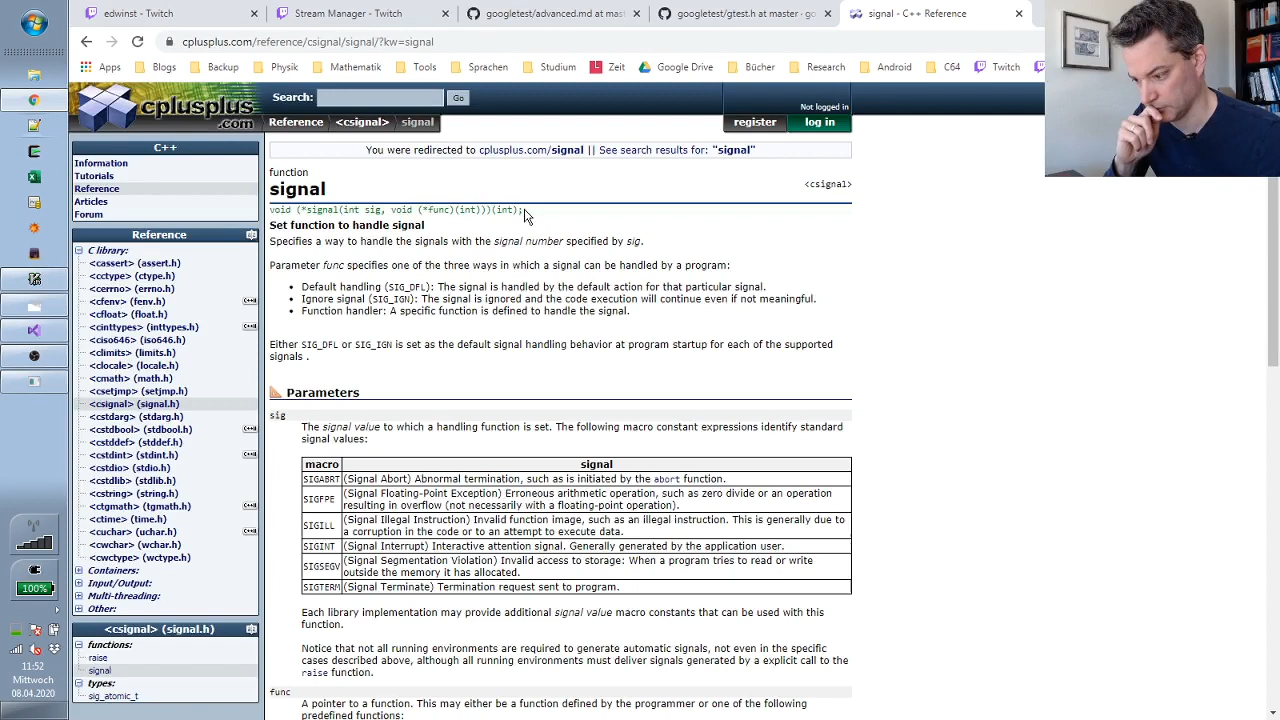 edwinst - Twitch
Stream Manager - Twitch
googletest/advanced.md at mast
googletest/gtest.h at master · go
signal - C++ Reference
cplusplus.com/reference/csignal/signal/?kw=signal
Apps
Blogs
Backup
Physik
Mathematik
Tools
Sprachen
Studium
Zeit
Google Drive
Bücher
Research
Android
C64
Twitch
cplusplus
.com
Search:
Go
Not logged in
Reference
<csignal>
signal
register
log in
C++
Information
Tutorials
Reference
Articles
Forum
Reference
C library:
<cassert> (assert.h)
<cctype> (ctype.h)
<cerrno> (errno.h)
<cfenv> (fenv.h)
<cfloat> (float.h)
<cinttypes> (inttypes.h)
<ciso646> (iso646.h)
<climits> (limits.h)
<clocale> (locale.h)
<cmath> (math.h)
<csetjmp> (setjmp.h)
<csignal> (signal.h)
<cstdarg> (stdarg.h)
<cstdbool> (stdbool.h)
<cstddef> (stddef.h)
<cstdint> (stdint.h)
<cstdio> (stdio.h)
<cstdlib> (stdlib.h)
<cstring> (string.h)
<ctgmath> (tgmath.h)
<ctime> (time.h)
<cuchar> (uchar.h)
<cwchar> (wchar.h)
<cwctype> (wctype.h)
Containers:
Input/Output:
Multi-threading:
Other:
<csignal> (signal.h)
functions:
raise
signal
types:
sig_atomic_t
You were redirected to cplusplus.com/signal || See search results for: "signal"
function
signal
<csignal>
void (*signal(int sig, void (*func)(int)))(int);
Set function to handle signal
Specifies a way to handle the signals with the signal number specified by sig.
Parameter func specifies one of the three ways in which a signal can be handled by a program:
• Default handling (SIG_DFL): The signal is handled by the default action for that particular signal.
• Ignore signal (SIG_IGN): The signal is ignored and the code execution will continue even if not meaningful.
• Function handler: A specific function is defined to handle the signal.
Either SIG_DFL or SIG_IGN is set as the default signal handling behavior at program startup for each of the supported
signals .
Parameters
sig
The signal value to which a handling function is set. The following macro constant expressions identify standard
signal values:
macro signal
SIGABRT (Signal Abort) Abnormal termination, such as is initiated by the abort function.
SIGFPE (Signal Floating-Point Exception) Erroneous arithmetic operation, such as zero divide or an operation
resulting in overflow (not necessarily with a floating-point operation).
SIGILL (Signal Illegal Instruction) Invalid function image, such as an illegal instruction. This is generally due to
a corruption in the code or to an attempt to execute data.
SIGINT (Signal Interrupt) Interactive attention signal. Generally generated by the application user.
SIGSEGV (Signal Segmentation Violation) Invalid access to storage: When a program tries to read or write
outside the memory it has allocated.
SIGTERM (Signal Terminate) Termination request sent to program.
Each library implementation may provide additional signal value macro constants that can be used with this
function.
Notice that not all running environments are required to generate automatic signals, not even in the specific
cases described above, although all running environments must deliver signals generated by a explicit call to the
raise function.
func
A pointer to a function. This may either be a function defined by the programmer or one of the following
predefined functions:
100%
11:52
Mittwoch
08.04.2020